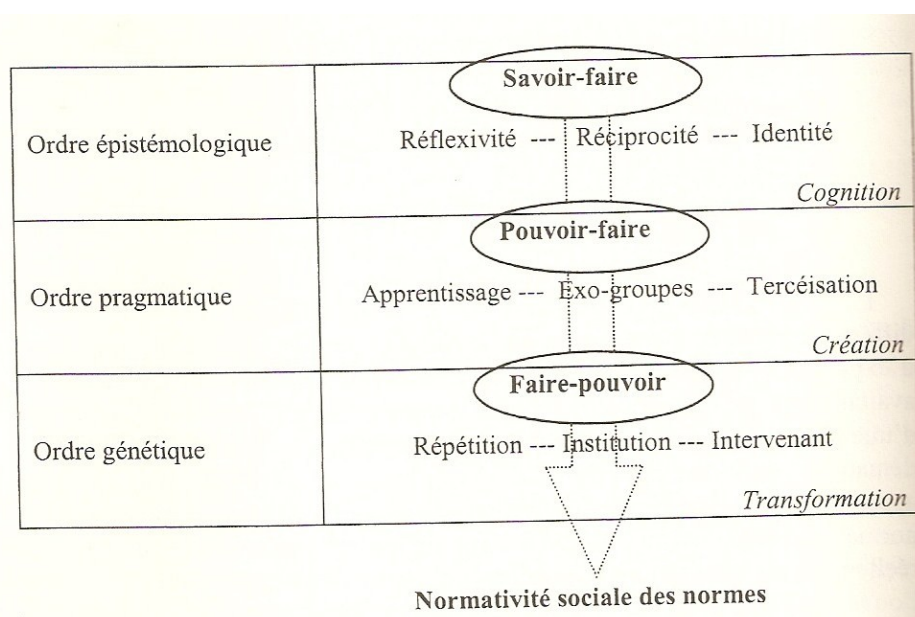 Savoir-faire
Ordre épistémologique
Réflexivité --- Réciprocité --- Identité
Cognition
Pouvoir-faire
Ordre pragmatique
Apprentissage --- Exo-groupes --- Tercéisation
Création
Faire-pouvoir
Ordre génétique
Répétition --- Institution --- Intervenant
Transformation
Normativité sociale des normes